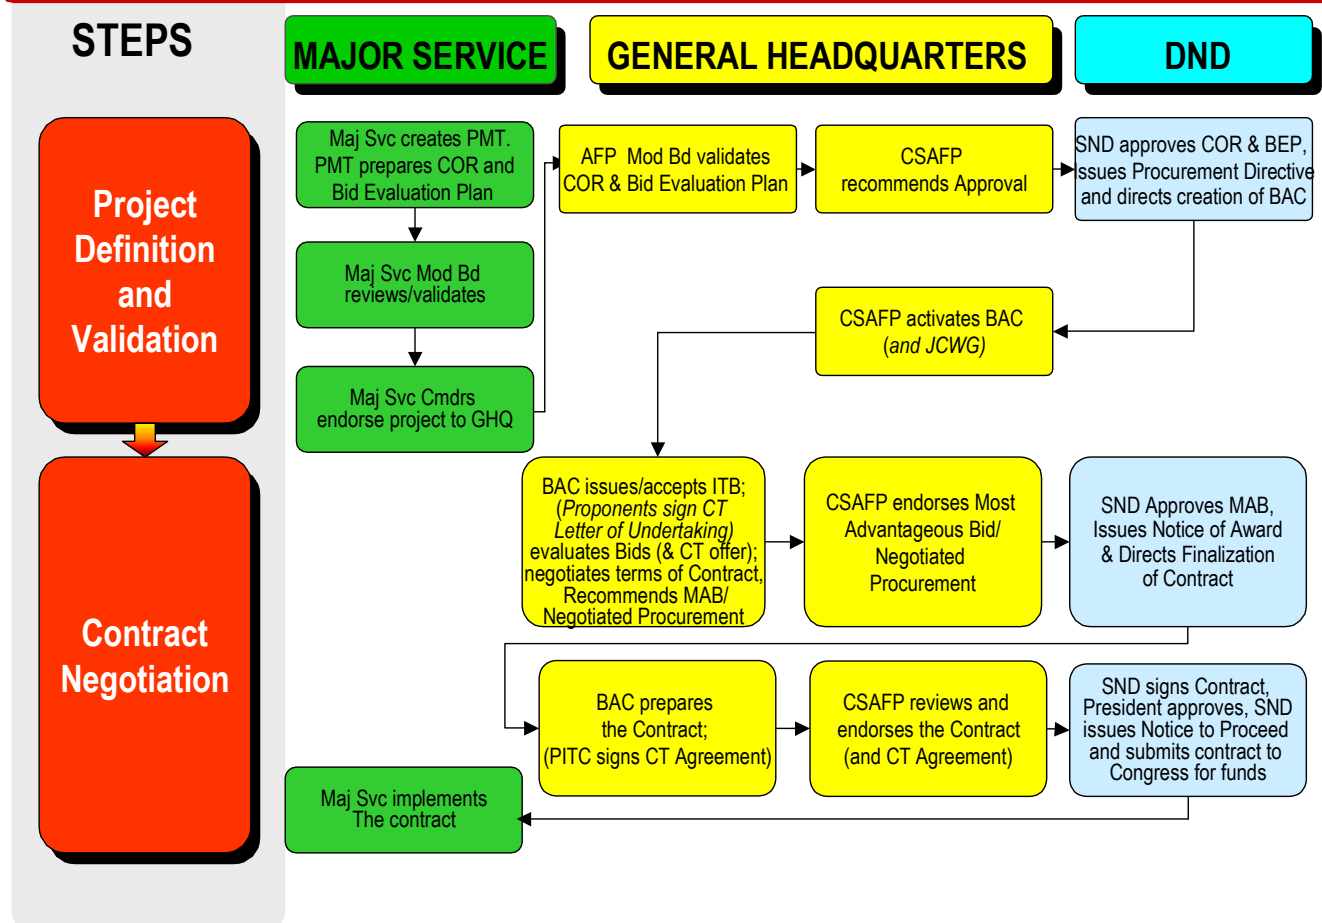 STEPS
MAJOR SERVICE
GENERAL HEADQUARTERS
DND
Project
Definition
and
Validation
Maj Svc creates PMT.
PMT prepares COR and
Bid Evaluation Plan
Maj Svc Mod Bd
reviews/validates
Maj Svc Cmdrs
endorse project to GHQ
AFP Mod Bd validates
COR & Bid Evaluation Plan
CSAFP
recommends Approval
SND approves COR & BEP,
Issues Procurement Directive
and directs creation of BAC
CSAFP activates BAC
(and JCWG)
Contract
Negotiation
BAC issues/accepts ITB;
(Proponents sign CT
Letter of Undertaking)
evaluates Bids (& CT offer);
negotiates terms of Contract,
Recommends MAB/
Negotiated Procurement
CSAFP endorses Most
Advantageous Bid/
Negotiated
Procurement
SND Approves MAB,
Issues Notice of Award
& Directs Finalization
of Contract
BAC prepares
the Contract;
(PITC signs CT Agreement)
CSAFP reviews and
endorses the Contract
(and CT Agreement)
SND signs Contract,
President approves, SND
issues Notice to Proceed
and submits contract to
Congress for funds
Maj Svc implements
The contract